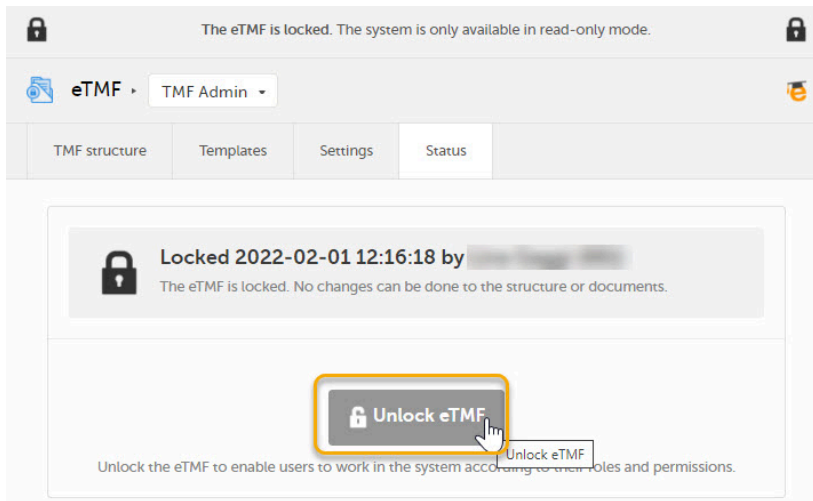 The eTMF is locked. The system is only available in read-only mode.
eTMF
TMF Admin
TMF structure
Templates
Settings
Status
Locked 2022-02-01 12:16:18 by
The eTMF is locked. No changes can be done to the structure or documents.
Unlock eTMF
Unlock eTMF
Unlock the eTMF to enable users to work in the system according to their roles and permissions.